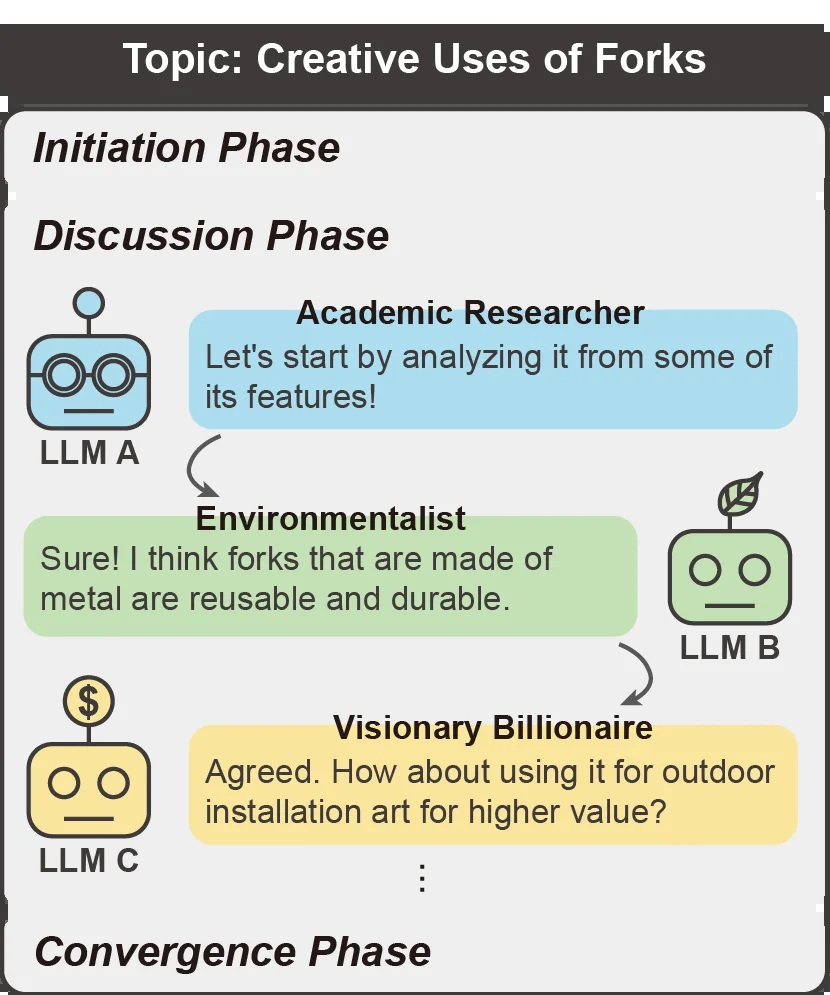 Topic: Creative Uses of Forks
Initiation Phase
Discussion Phase
Academic Researcher
Let's start by analyzing it from some of
its features!
LLM A
Environmentalist
Sure! I think forks that are made of
metal are reusable and durable.
LLM B
$
Visionary Billionaire
Agreed. How about using it for outdoor
installation art for higher value?
LLM C
⋮
Convergence Phase